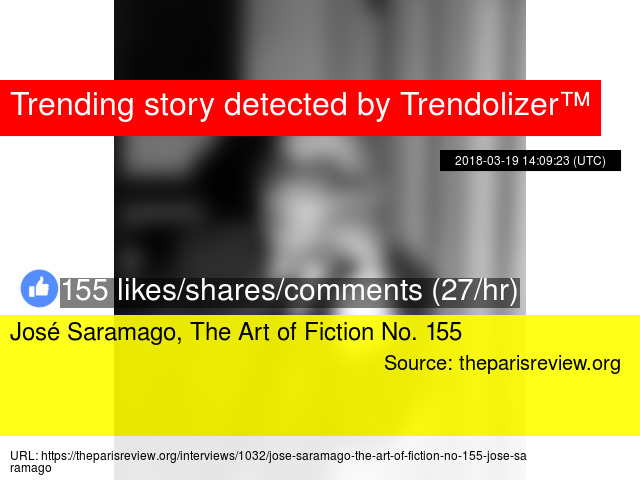 Trending story detected by Trendolizer™
2018-03-19 14:09:23 (UTC)
155 likes/shares/comments (27/hr)
José Saramago, The Art of Fiction No. 155
Source: theparisreview.org
URL: https://theparisreview.org/interviews/1032/jose-saramago-the-art-of-fiction-no-155-jose-sa
ramago